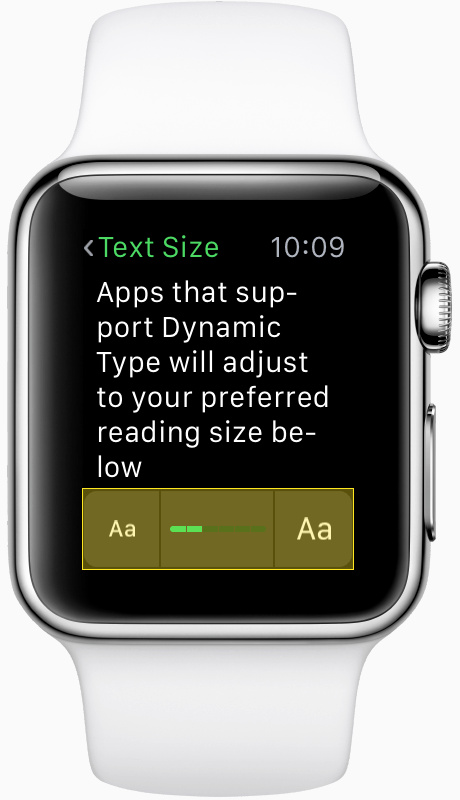 ‹Text Size 10:09
Apps that sup-
port Dynamic
Type will adjust
to your preferred
reading size be-
low
Aa Aa